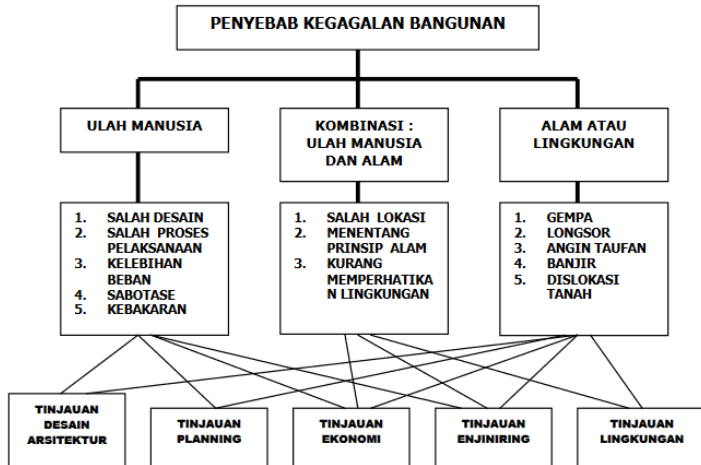 PENYEBAB KEGAGALAN BANGUNAN
ULAH MANUSIA
KOMBINASI :
ULAH MANUSIA
DAN ALAM
ALAM ATAU
LINGKUNGAN
1. SALAH DESAIN
2. SALAH PROSES
PELAKSANAAN
3. KELEBIHAN
BEBAN
4. SABOTASE
5. KEBAKARAN
1. SALAH LOKASI
2. MENENTANG
PRINSIP ALAM
3. KURANG
MEMPERHATIKA
N LINGKUNGAN
1. GEMPA
2. LONGSOR
3. ANGIN TAUFAN
4. BANJIR
5. DISLOKASI
TANAH
TINJAUAN
DESAIN
ARSITEKTUR
TINJAUAN
PLANNING
TINJAUAN
EKONOMI
TINJAUAN
ENJINIRING
TINJAUAN
LINGKUNGAN